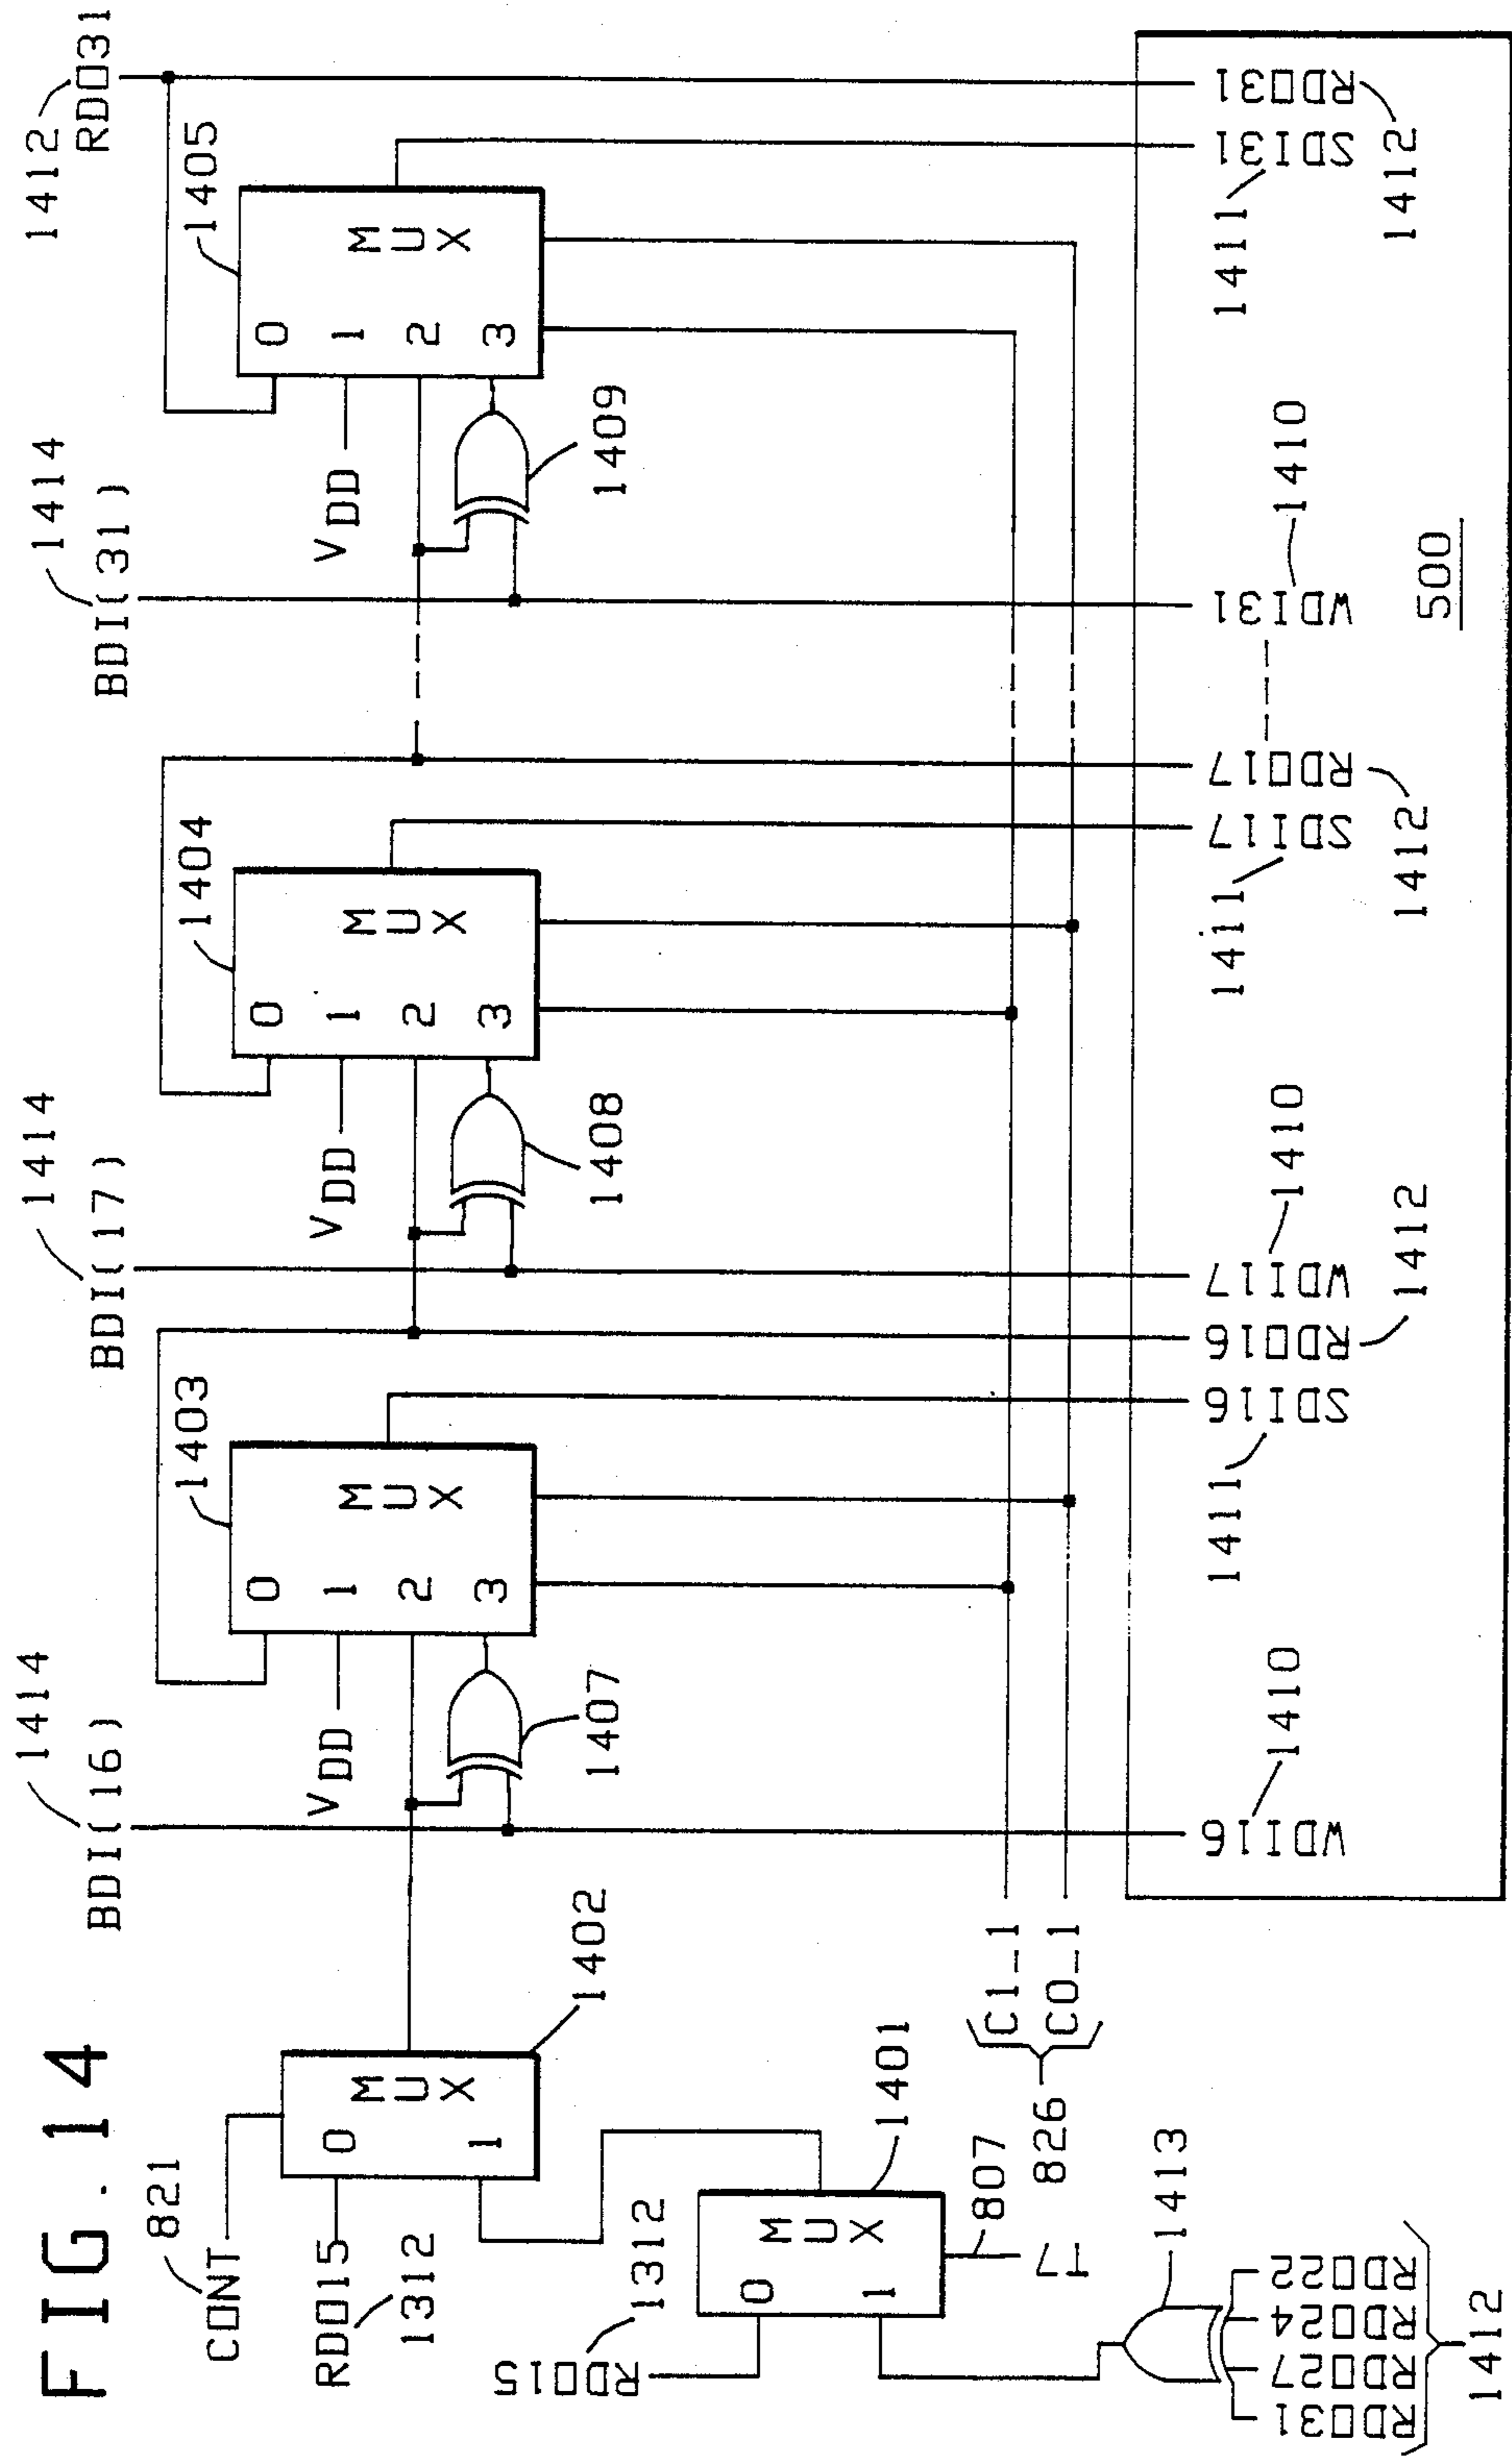 FIG. 14
1414
BDI(16)
1414
BDI(17)
1414
BDI(31)
1412
RDO31
821
CONT
RDO15
1312
0
1
MUX
1402
VDD
0
1
2
3
MUX
1403
1407
VDD
0
1
2
3
MUX
1404
1408
VDD
0
1
2
3
MUX
1405
1409
RDO15
1312
0
1
MUX
1401
807
T7
1413
RDO31
RDO27
RDO24
RDO22
1412
826
C1_1
C0_1
WDI16
1410
SDI16
1411
RDO16
1412
WDI17
1410
SDI17
1411
RDO17
1412
WDI31
1410
SDI31
1411
RDO31
1412
500